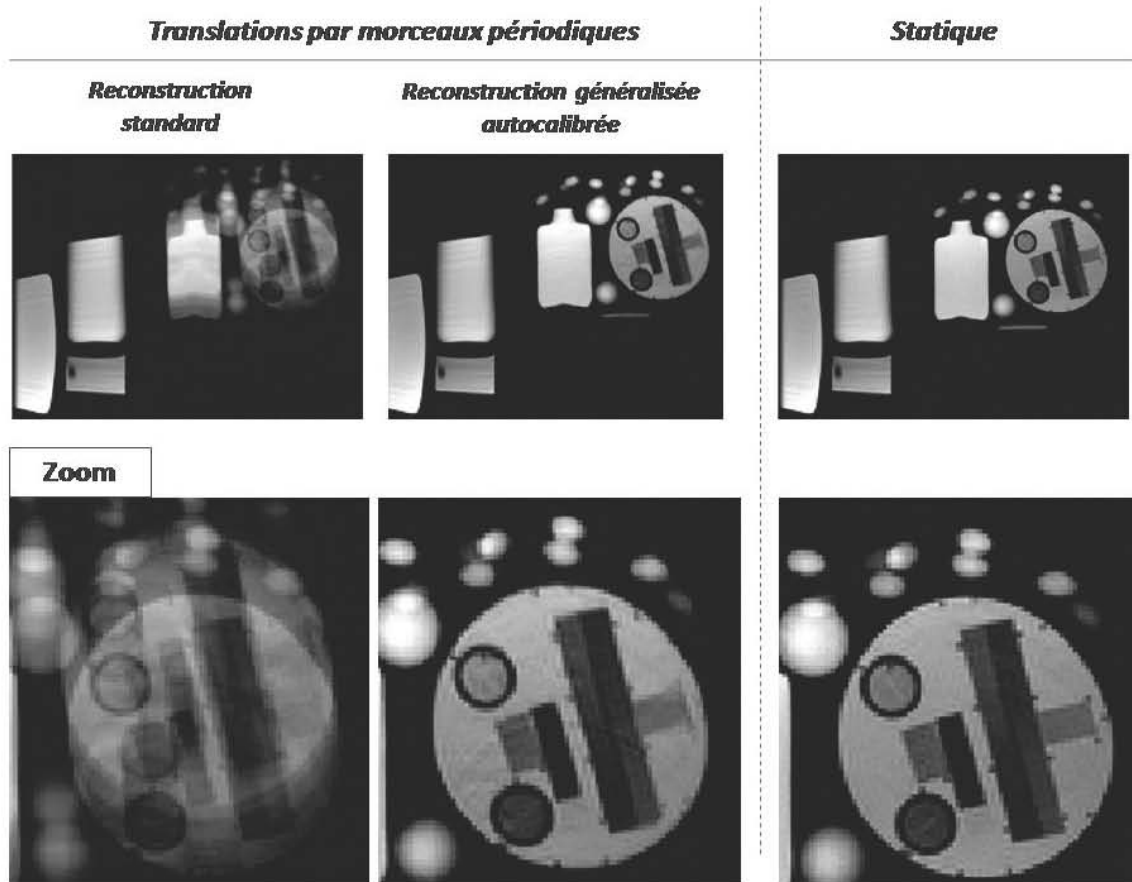 Translations par morceaux périodiques
Statique
Reconstruction
standard
Reconstruction généralisée
autocalibrée
Zoom